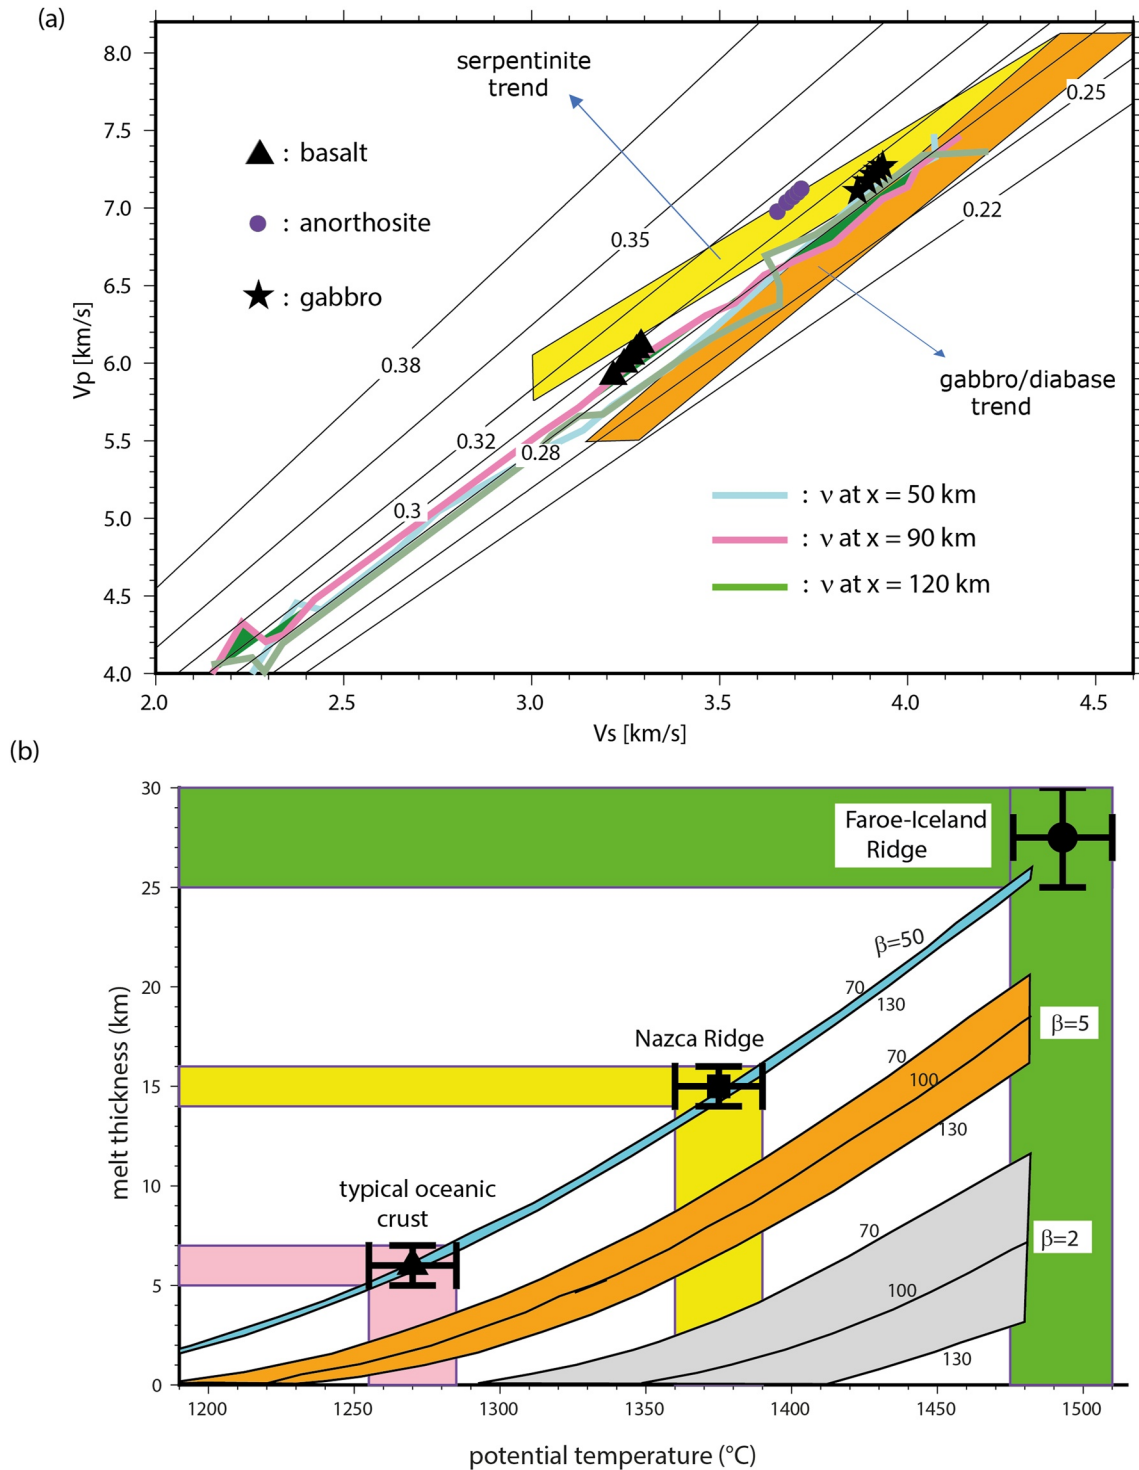 (a)
8.0
7.5
7.0
6.5
6.0
5.5
5.0
4.5
4.0
Vp [km/s]
serpentinite
trend
: basalt
: anorthosite
: gabbro
0.25
0.22
0.35
0.38
0.32
0.28
0.3
gabbro/diabase
trend
: ν at x = 50 km
: ν at x = 90 km
: ν at x = 120 km
2.0
2.5
3.0
3.5
4.0
4.5
Vs [km/s]
(b)
30
25
20
15
10
5
0
melt thickness (km)
Faroe-Iceland
Ridge
β=50
70
130
Nazca Ridge
β=5
70
100
130
typical oceanic
crust
β=2
70
100
130
1200
1250
1300
1350
1400
1450
1500
potential temperature (°C)